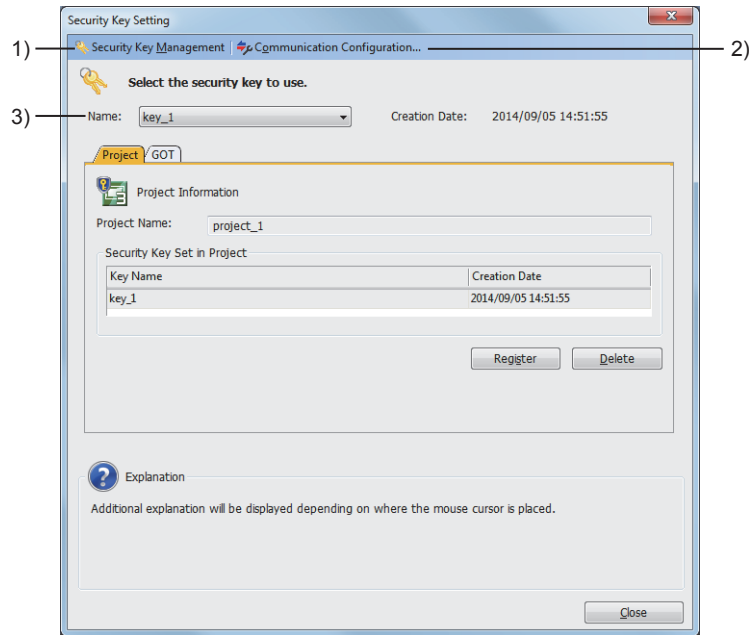 Security Key Setting
1) Security Key Management Communication Configuration... 2)
Select the security key to use.
3) Name: key_1 Creation Date: 2014/09/05 14:51:55
Project GOT
Project Information
Project Name: project_1
Security Key Set in Project
Key Name Creation Date
key_1 2014/09/05 14:51:55
Register Delete
? Explanation
Additional explanation will be displayed depending on where the mouse cursor is placed.
Close